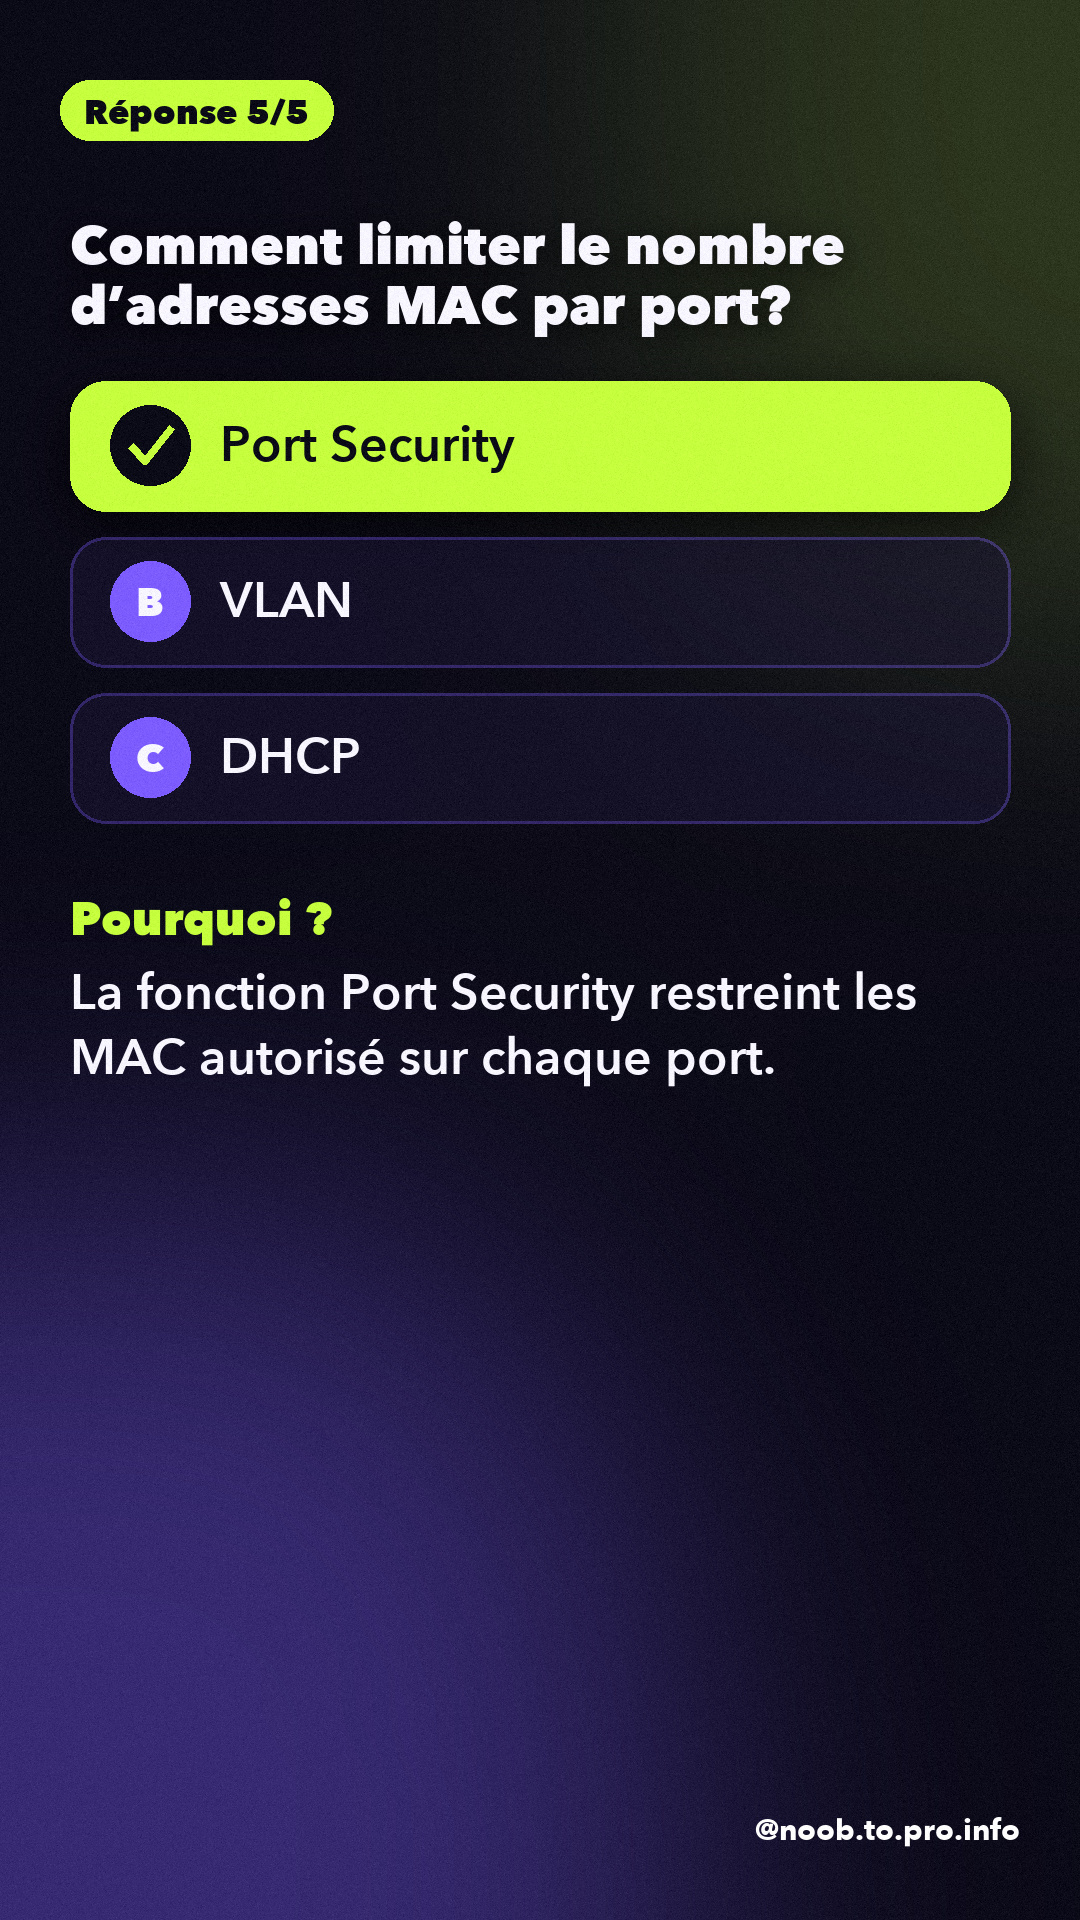 Réponse 5/5
Comment limiter le nombre
d’adresses MAC par port?
Port Security
B VLAN
C DHCP
Pourquoi ?
La fonction Port Security restreint les
MAC autorisé sur chaque port.
@noob.to.pro.info